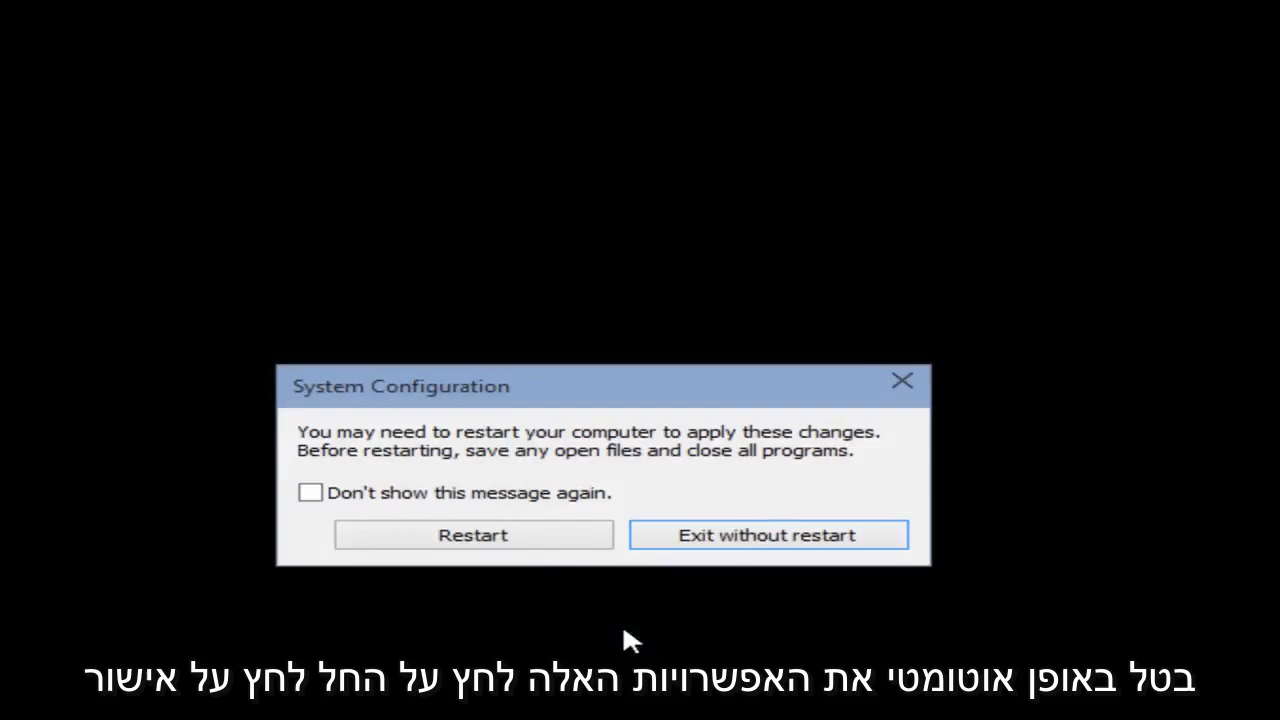 System Configuration
You may need to restart your computer to apply these changes.
Before restarting, save any open files and close all programs.
Don't show this message again.
Restart
Exit without restart
בטל באופן אוטומטי את האפשרויות האלה לחץ על החל לחץ על אישור